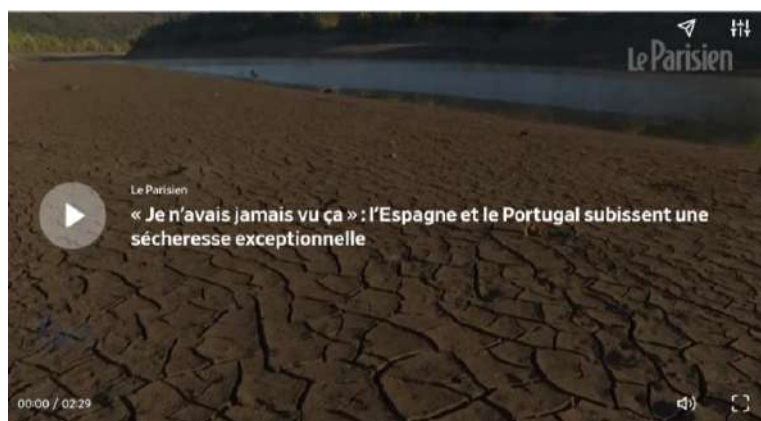 Le Parisien
Le Parisien
« Je n’avais jamais vu ça » : l’Espagne et le Portugal subissent une
sécheresse exceptionnelle
00:00 / 02:29